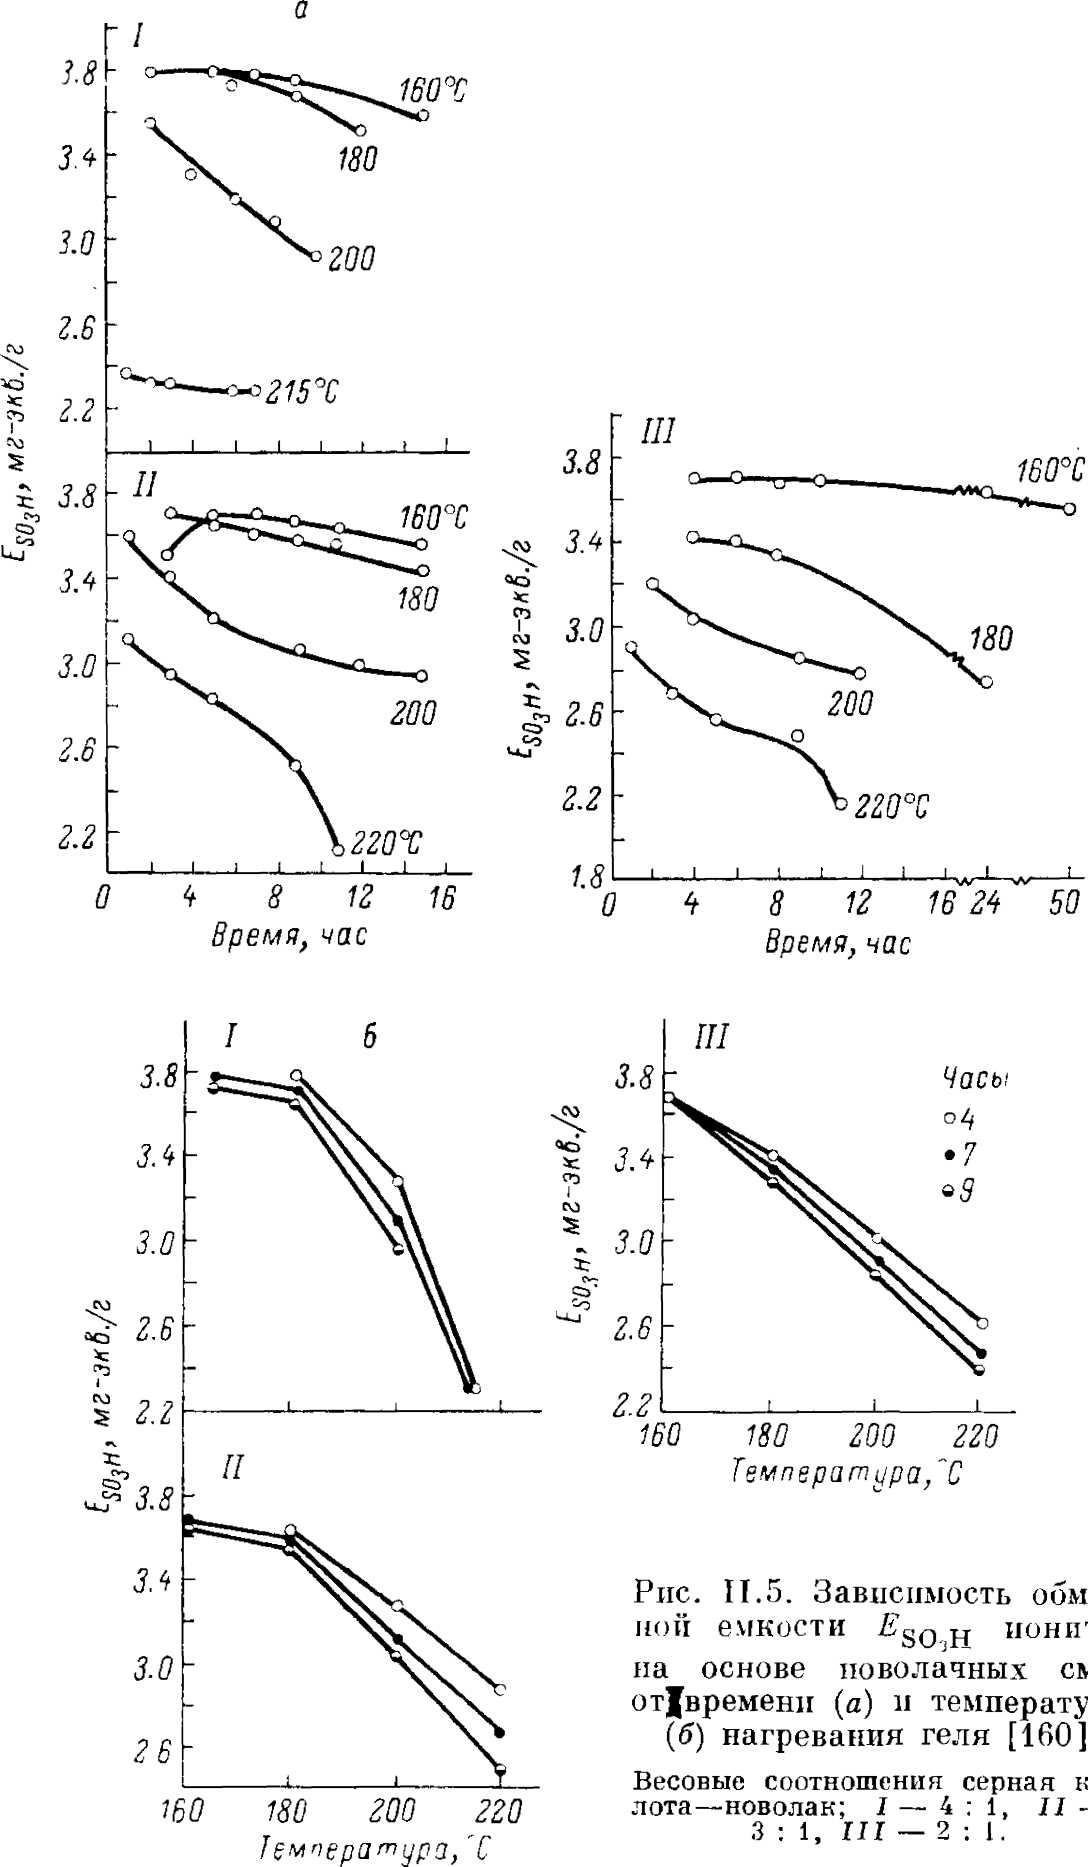 а
I
3.8
3.4
3.0
2.6
2.2
160°C
180
200
215°C
E_SO₃H, мг-экв./г
II
3.8
3.4
3.0
2.6
2.2
160°C
180
200
220°C
0 4 8 12 16
Время, час
III
3.8
3.4
3.0
2.6
2.2
1.8
160°C
180
200
220°C
E_SO₃H, мг-экв./г
0 4 8 12 16 24 50
Время, час
I б
3.8
3.4
3.0
2.6
2.2
E_SO₃H, мг-экв./г
II
3.8
3.4
3.0
2 6
160 180 200 220
Температура, °C
III
3.8
3.4
3.0
2.6
2.2
Часы
4
7
9
E_SO₃H, мг-экв./г
160 180 200 220
Температура, °C
Рис. II.5. Зависимость обм
ной емкости E_SO₃H иони
на основе новолачных см
от времени (а) и температу
(б) нагревания геля [160]
Весовые соотношения серная к
лота—новолак; I — 4 : 1, II –
3 : 1, III — 2 : 1.